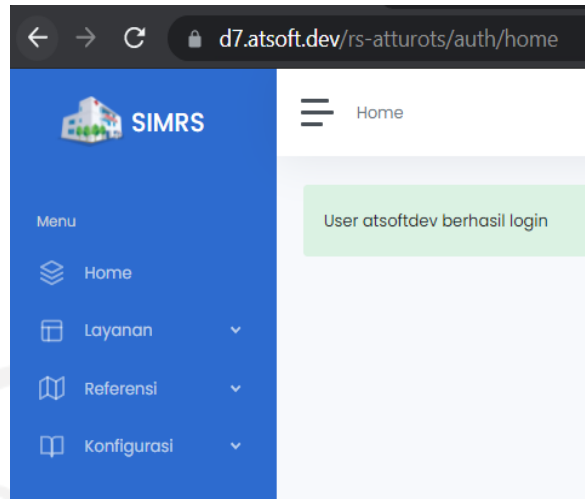 d7.atsoft.dev/rs-atturots/auth/home
SIMRS
Home
Menu
User atsoftdev berhasil login
Home
Layanan
Referensi
Konfigurasi